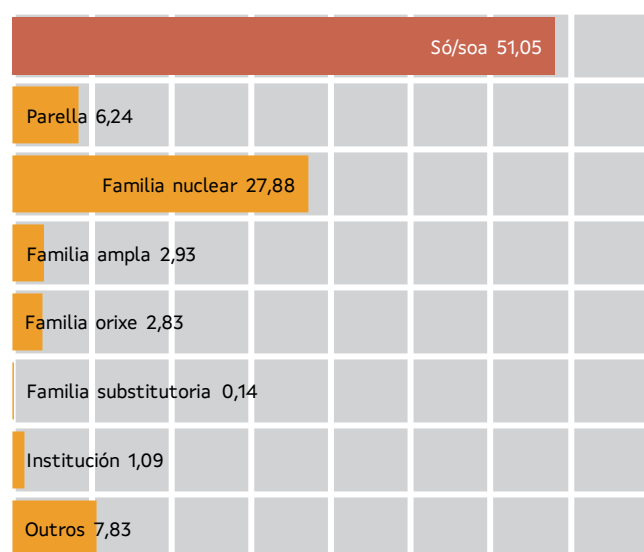 Só/soa 51,05
Parella 6,24
Familia nuclear 27,88
Familia ampla 2,93
Familia orixe 2,83
Familia substitutoria 0,14
Institución 1,09
Outros 7,83